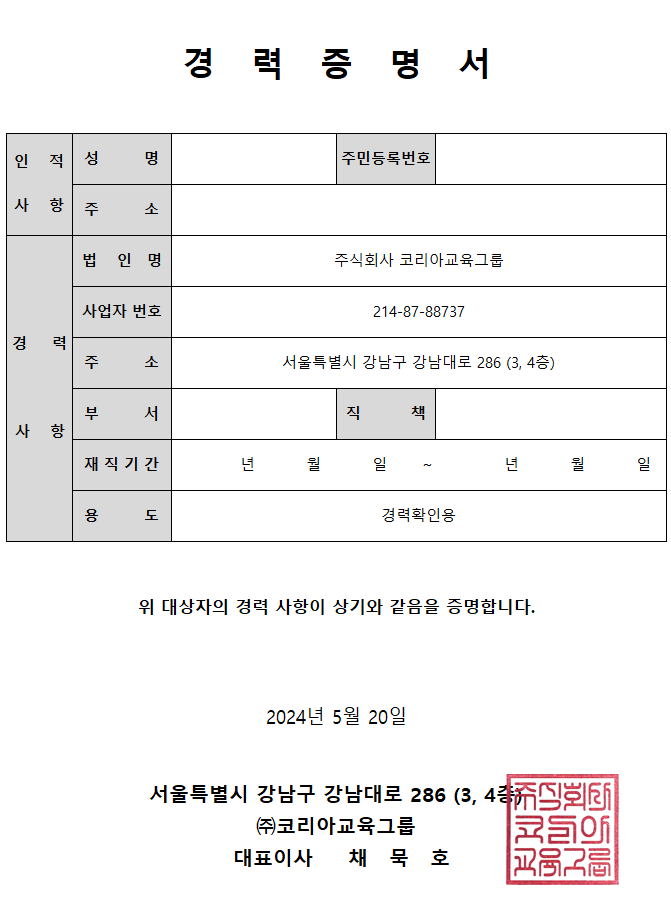 경 력 증 명 서
인 적 사 항
성 명 주민등록번호
주 소
경 력 사 항
법 인 명 주식회사 코리아교육그룹
사업자 번호 214-87-88737
주 소 서울특별시 강남구 강남대로 286 (3, 4층)
부 서 직 책
재 직 기 간 년 월 일 ~ 년 월 일
용 도 경력확인용
위 대상자의 경력 사항이 상기와 같음을 증명합니다.
2024년 5월 20일
서울특별시 강남구 강남대로 286 (3, 4층)
㈜코리아교육그룹
대표이사 채 묵 호
주식회사
코리아
교육그룹